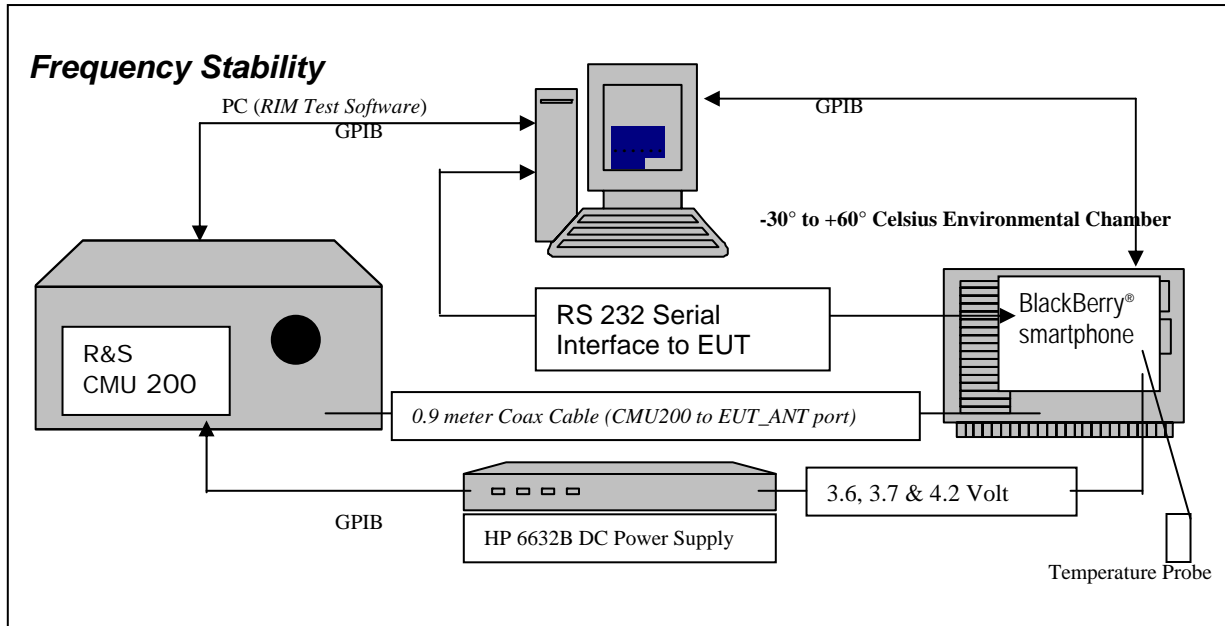 Frequency Stability
PC (RIM Test Software)
GPIB
GPIB
-30° to +60° Celsius Environmental Chamber
BlackBerry®
smartphone
RS 232 Serial
Interface to EUT
R&S
CMU 200
0.9 meter Coax Cable (CMU200 to EUT_ANT port)
3.6, 3.7 & 4.2 Volt
GPIB
HP 6632B DC Power Supply
Temperature Probe